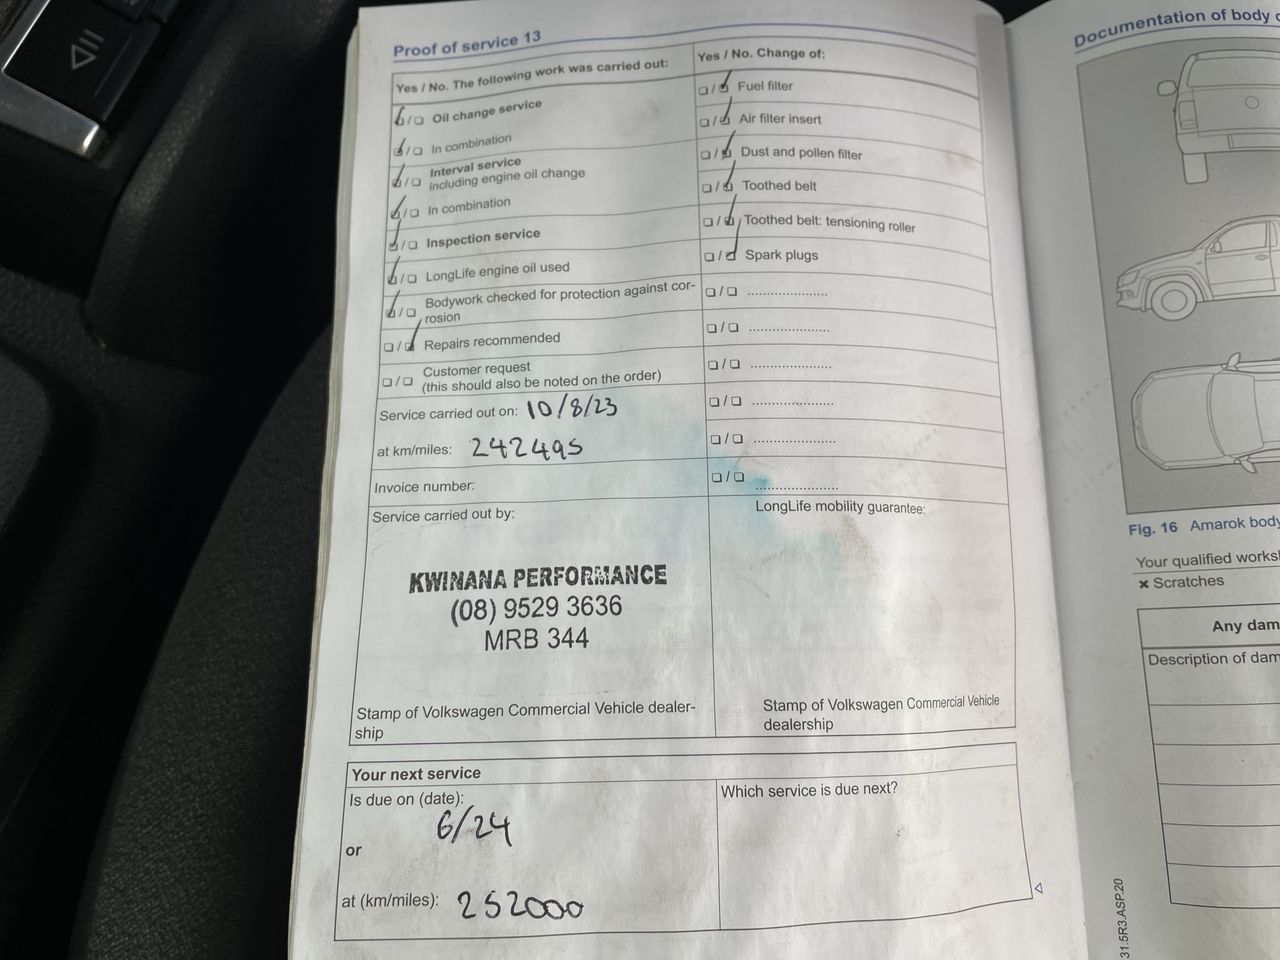 Proof of service 13
Yes / No. The following work was carried out:
☑/☐ Oil change service
☑/☐ In combination
☑/☐ Interval service
including engine oil change
☑/☐ In combination
☑/☐ Inspection service
☑/☐ LongLife engine oil used
☑/☐ Bodywork checked for protection against cor-
rosion
☐/☑ Repairs recommended
☐/☐ Customer request
(this should also be noted on the order)
Service carried out on: 10/8/23
at km/miles: 242495
Invoice number:
Service carried out by:
KWINANA PERFORMANCE
(08) 9529 3636
MRB 344
Stamp of Volkswagen Commercial Vehicle dealer-
ship
Yes / No. Change of:
☐/☑ Fuel filter
☐/☑ Air filter insert
☐/☑ Dust and pollen filter
☐/☑ Toothed belt
☐/☑ Toothed belt: tensioning roller
☐/☑ Spark plugs
☐/☐ .....................
☐/☐ .....................
☐/☐ .....................
☐/☐ .....................
☐/☐ .....................
☐/☐ .....................
LongLife mobility guarantee:
Stamp of Volkswagen Commercial Vehicle
dealership
Your next service
Is due on (date):
6/24
or
at (km/miles): 252000
Which service is due next?
Documentation of body
Fig. 16 Amarok body
Your qualified
× Scratches
Any
Description of
31.5R3.ASP.20